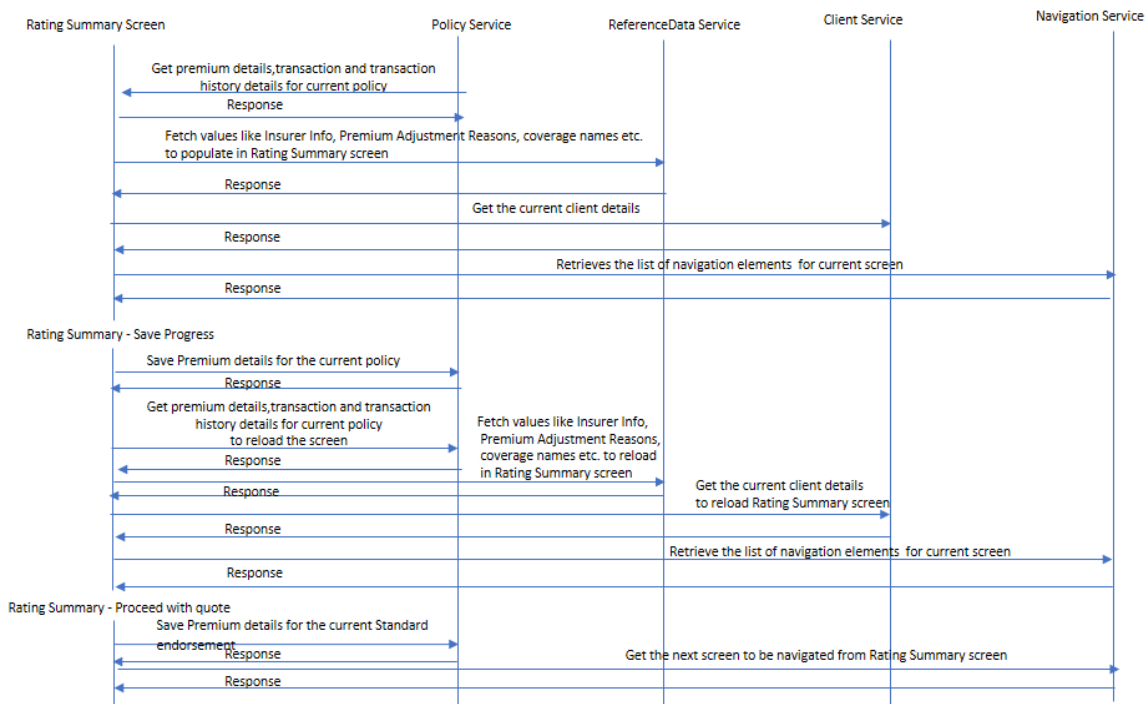 Rating Summary Screen
Policy Service
ReferenceData Service
Client Service
Navigation Service
Get premium details,transaction and transaction
history details for current policy
Response
Fetch values like Insurer Info, Premium Adjustment Reasons, coverage names etc.
to populate in Rating Summary screen
Response
Get the current client details
Response
Retrieves the list of navigation elements for current screen
Response
Rating Summary - Save Progress
Save Premium details for the current policy
Response
Get premium details,transaction and transaction
history details for current policy
to reload the screen
Response
Fetch values like Insurer Info,
Premium Adjustment Reasons,
coverage names etc. to reload
in Rating Summary screen
Response
Get the current client details
to reload Rating Summary screen
Response
Retrieve the list of navigation elements for current screen
Response
Rating Summary - Proceed with quote
Save Premium details for the current Standard
endorsement
Response
Get the next screen to be navigated from Rating Summary screen
Response